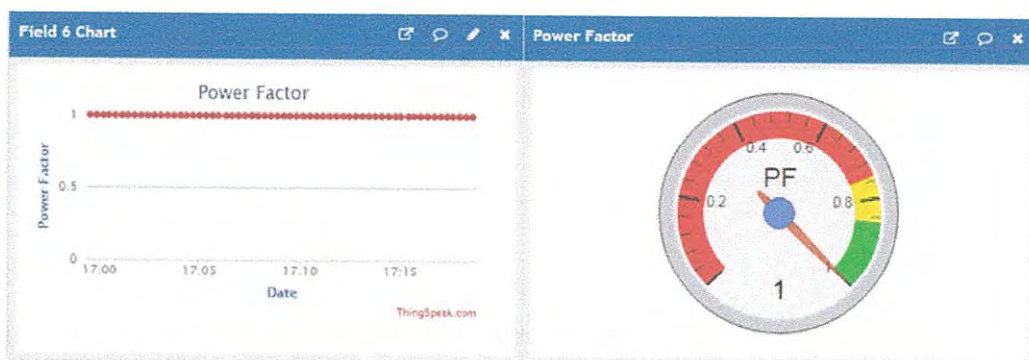 Field 6 Chart
Power Factor
1
0.5
0
Power Factor
17:00 17:05 17:10 17:15
Date
ThingSpeak.com
Power Factor
0.4 0.6
PF
0.2 0.8
1
1